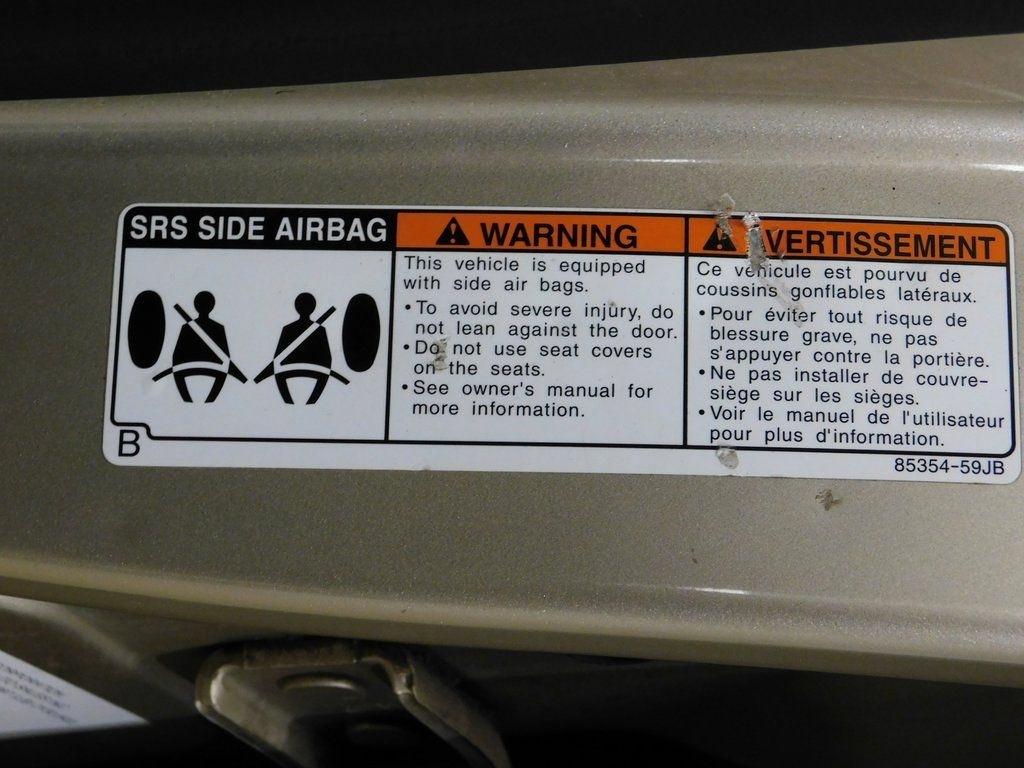 SRS SIDE AIRBAG
WARNING
This vehicle is equipped
with side air bags.
•To avoid severe injury, do
not lean against the door.
•Do not use seat covers
on the seats.
•See owner's manual for
more information.
AVERTISSEMENT
Ce véhicule est pourvu de
coussins gonflables latéraux.
•Pour éviter tout risque de
blessure grave, ne pas
s'appuyer contre la portière.
•Ne pas installer de couvre-
siège sur les sièges.
•Voir le manuel de l'utilisateur
pour plus d'information.
B
85354-59JB